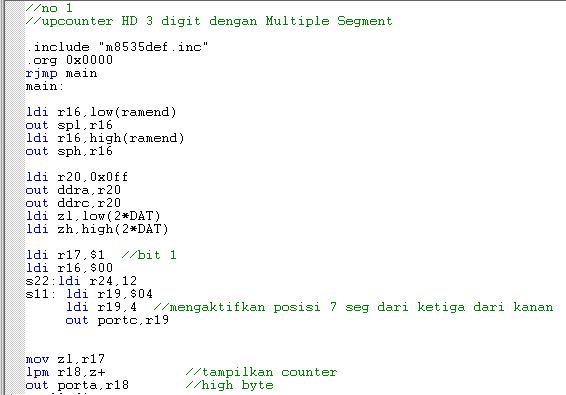 //no 1
//upcounter HD 3 digit dengan Multiple Segment
.include "m8535def.inc"
.org 0x0000
rjmp main
main:
ldi r16,low(ramend)
out spl,r16
ldi r16,high(ramend)
out sph,r16
ldi r20,0x0ff
out ddra,r20
out ddrc,r20
ldi zl,low(2*DAT)
ldi zh,high(2*DAT)
ldi r17,$1 //bit 1
ldi r16,$00
s22:ldi r24,12
s11: ldi r19,$04
ldi r19,4 //mengaktifkan posisi 7 seg dari ketiga dari kanan
out portc,r19
mov zl,r17
lpm r18,z+ //tampilkan counter
out porta,r18 //high byte